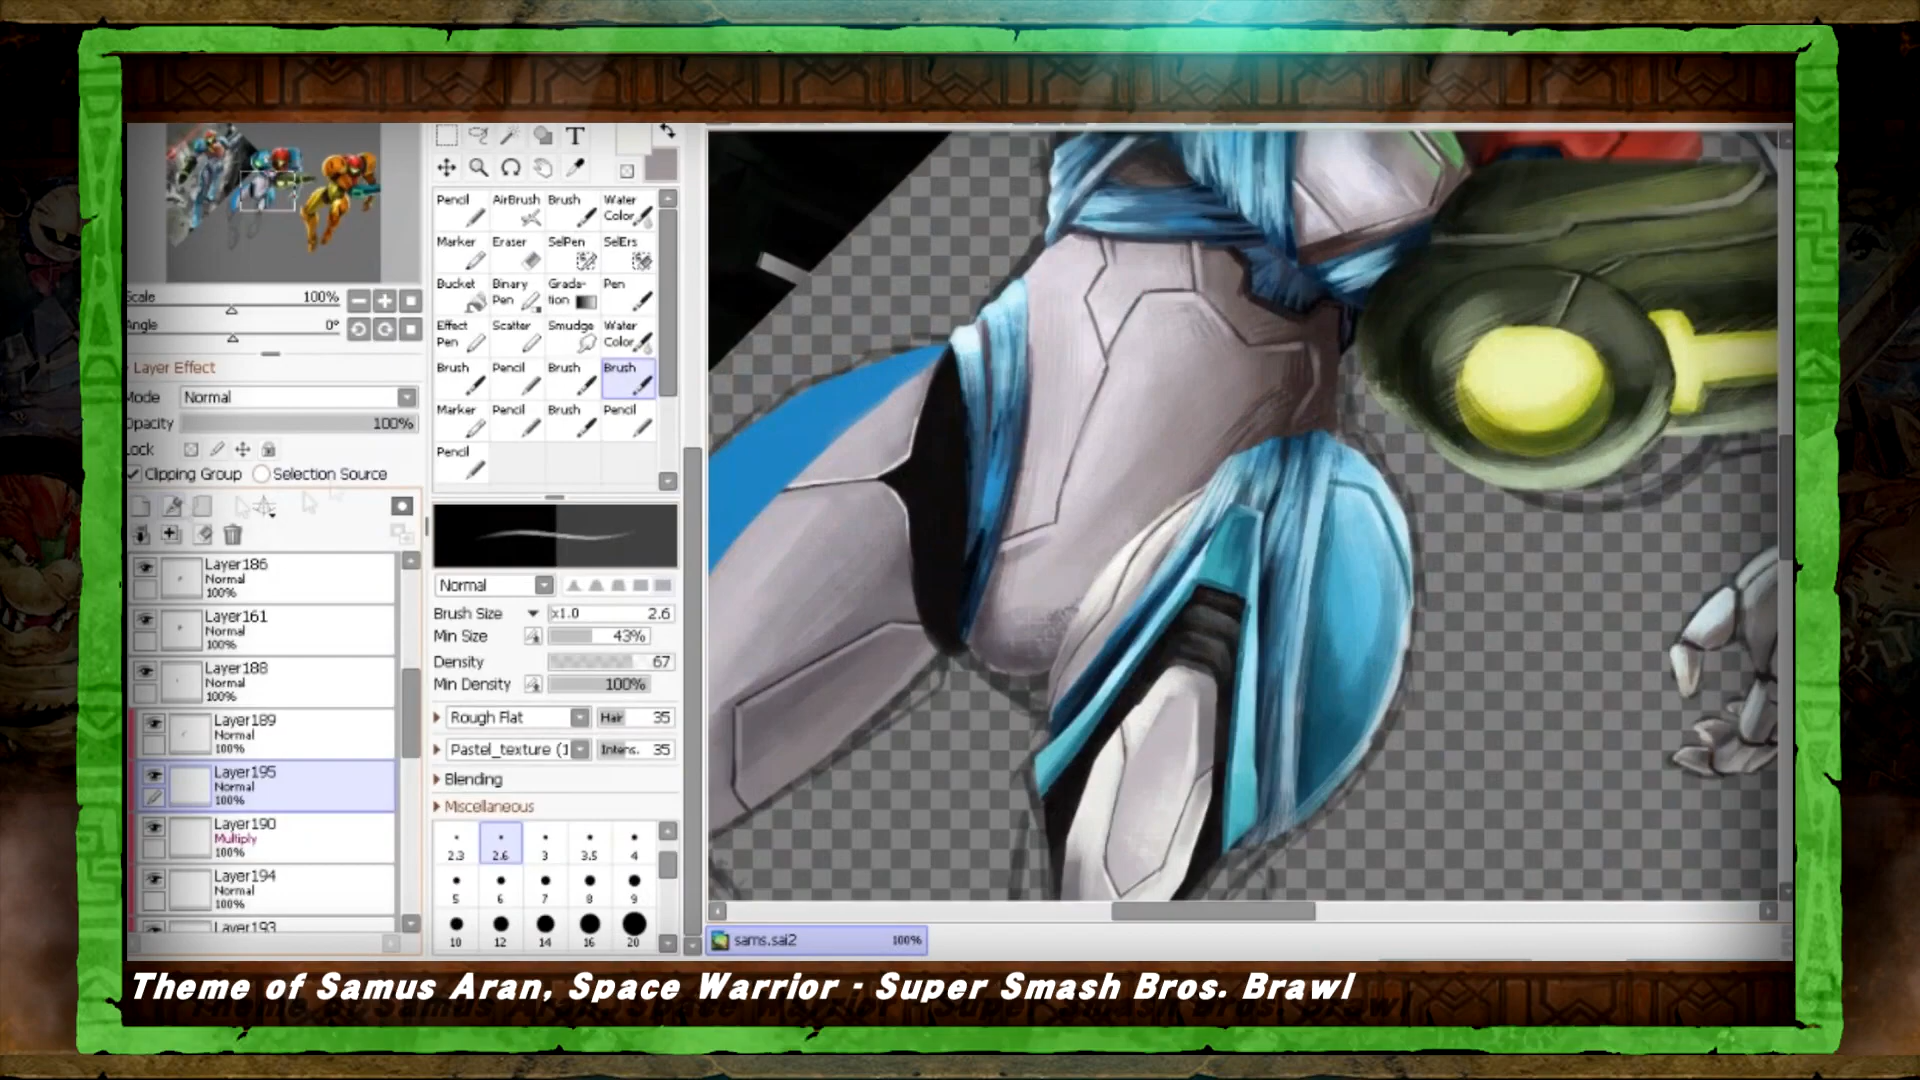 T
Scale 100%
Angle 0°
Layer Effect
Mode Normal
Opacity 100%
Lock
Clipping Group Selection Source
Layer186
Normal
100%
Layer161
Normal
100%
Layer188
Normal
100%
Layer189
Normal
100%
Layer195
Normal
100%
Layer190
Multiply
100%
Layer194
Normal
100%
Layer193
Pencil AirBrush Brush Water Color
Marker Eraser SelPen SelErs
Bucket Binary Pen Grada-tion Pen
Effect Pen Scatter Smudge Water Color
Brush Pencil Brush Brush
Marker Pencil Brush Pencil
Pencil
Normal
Brush Size x1.0 2.6
Min Size 43%
Density 67
Min Density 100%
Rough Flat Hair 35
Pastel_texture (1 Intens. 35
Blending
Miscellaneous
2.3 2.6 3 3.5 4
5 6 7 8 9
10 12 14 16 20
sams.sai2 100%
Theme of Samus Aran, Space Warrior - Super Smash Bros. Brawl